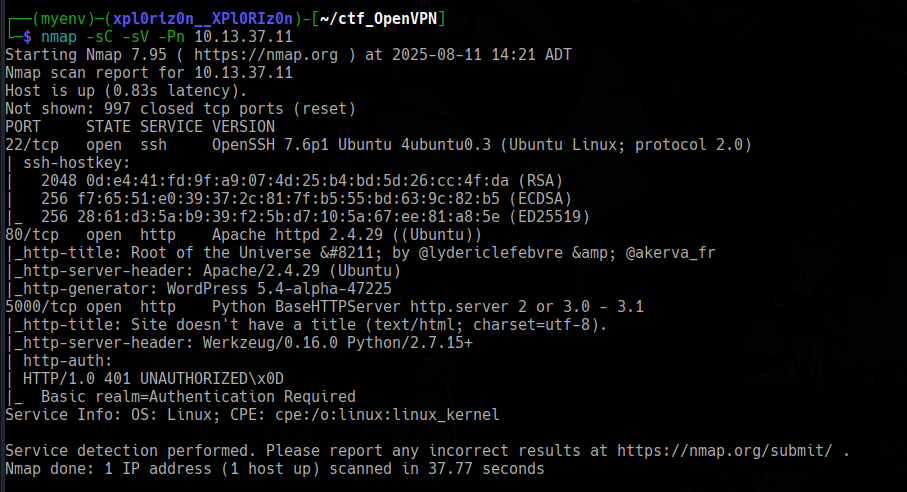 ┌──(myenv)─(xpl0r1z0n__XPl0RIz0n)-[~/ctf_OpenVPN]
└─$ nmap -sC -sV -Pn 10.13.37.11
Starting Nmap 7.95 ( https://nmap.org ) at 2025-08-11 14:21 ADT
Nmap scan report for 10.13.37.11
Host is up (0.83s latency).
Not shown: 997 closed tcp ports (reset)
PORT     STATE SERVICE VERSION
22/tcp   open  ssh     OpenSSH 7.6p1 Ubuntu 4ubuntu0.3 (Ubuntu Linux; protocol 2.0)
| ssh-hostkey:
|   2048 0d:e4:41:fd:9f:a9:07:4d:25:b4:bd:5d:26:cc:4f:da (RSA)
|   256 f7:65:51:e0:39:37:2c:81:7f:b5:55:bd:63:9c:82:b5 (ECDSA)
|_  256 28:61:d3:5a:b9:39:f2:5b:d7:10:5a:67:ee:81:a8:5e (ED25519)
80/tcp   open  http    Apache httpd 2.4.29 ((Ubuntu))
|_http-title: Root of the Universe &#8211; by @lydericlefebvre &amp; @akerva_fr
|_http-server-header: Apache/2.4.29 (Ubuntu)
|_http-generator: WordPress 5.4-alpha-47225
5000/tcp open  http    Python BaseHTTPServer http.server 2 or 3.0 - 3.1
|_http-title: Site doesn't have a title (text/html; charset=utf-8).
|_http-server-header: Werkzeug/0.16.0 Python/2.7.15+
| http-auth:
| HTTP/1.0 401 UNAUTHORIZED\x0D
|_  Basic realm=Authentication Required
Service Info: OS: Linux; CPE: cpe:/o:linux:linux_kernel

Service detection performed. Please report any incorrect results at https://nmap.org/submit/ .
Nmap done: 1 IP address (1 host up) scanned in 37.77 seconds